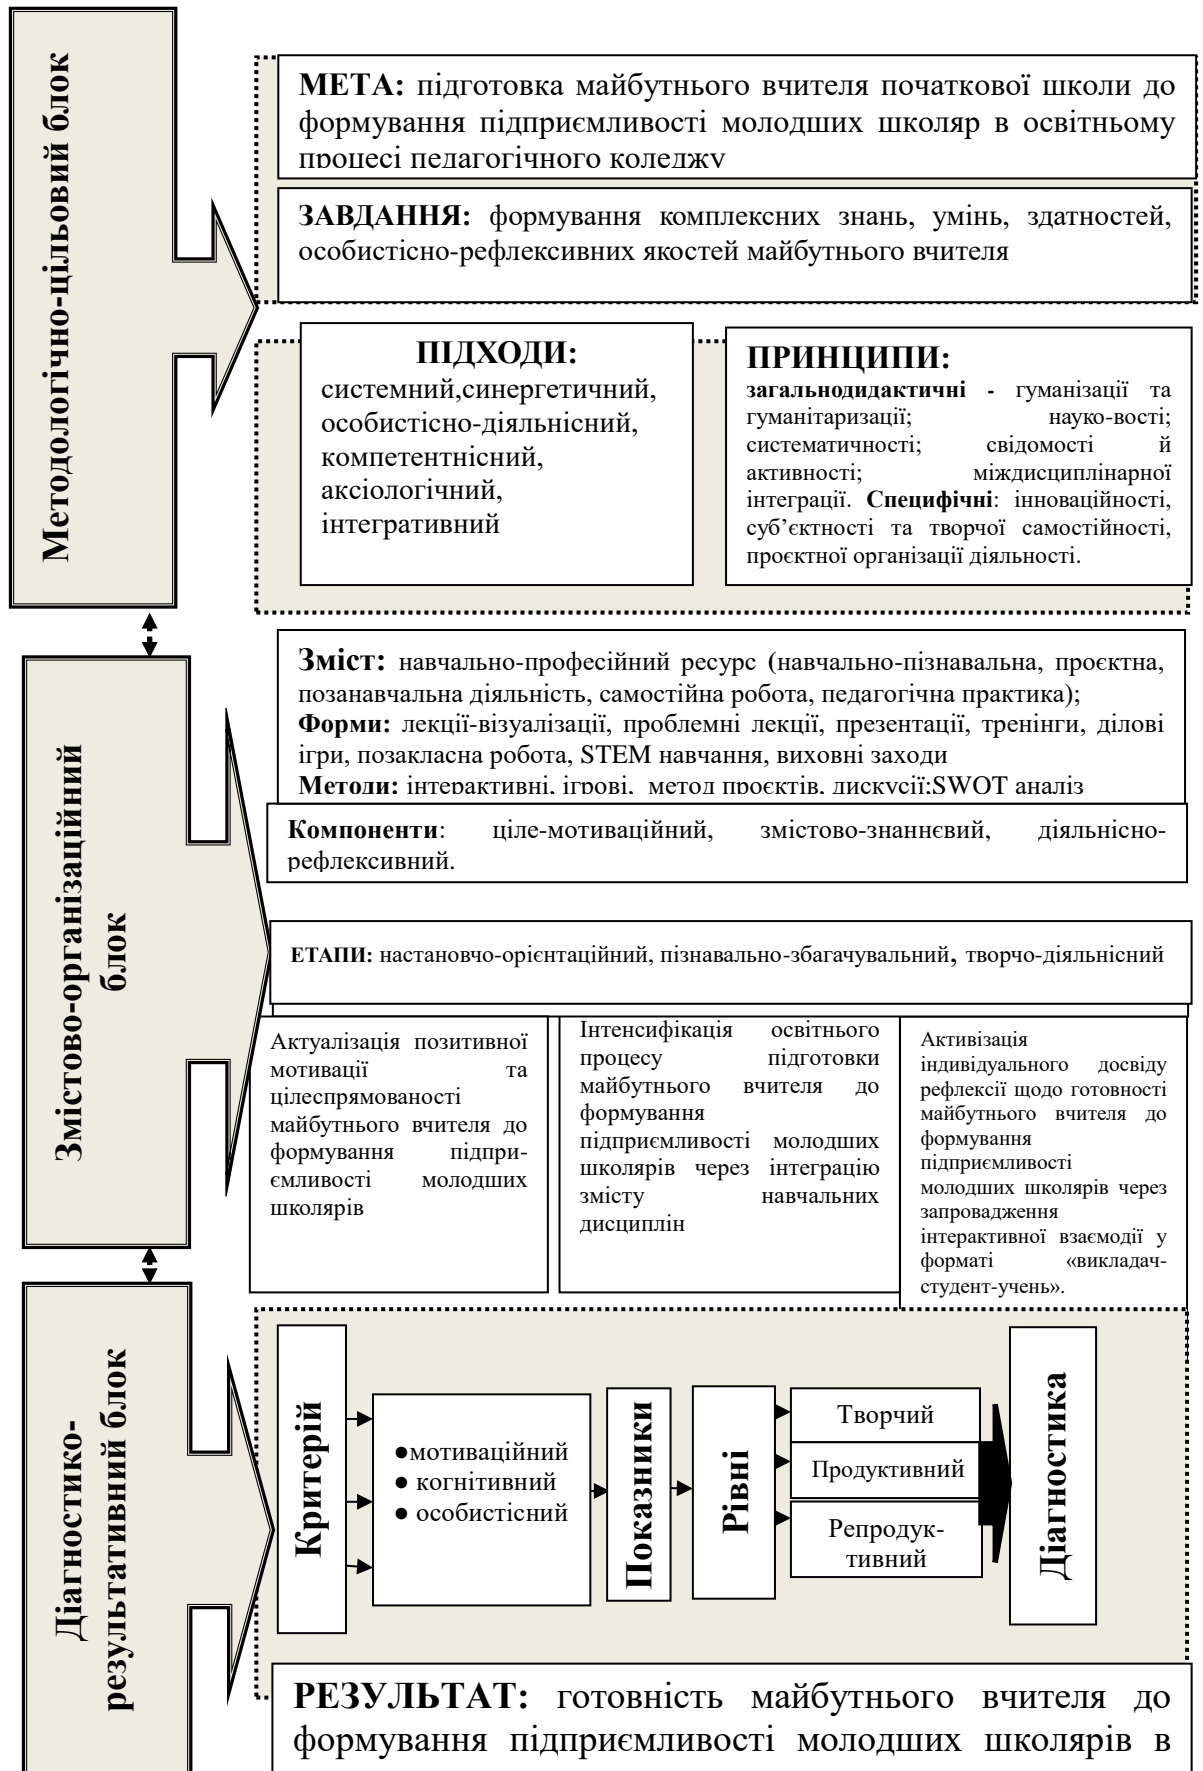 Методологічно-цільовий блок
МЕТА: підготовка майбутнього вчителя початкової школи до
формування підприємливості молодших школяр в освітньому
процесі педагогічного коледжу
ЗАВДАННЯ: формування комплексних знань, умінь, здатностей,
особистісно-рефлексивних якостей майбутнього вчителя
ПІДХОДИ:
системний,синергетичний,
особистісно-діяльнісний,
компетентнісний,
аксіологічний,
інтегративний
ПРИНЦИПИ:
загальнодидактичні - гуманізації та
гуманітаризації; науко-вості;
систематичності; свідомості й
активності; міждисциплінарної
інтеграції. Специфічні: інноваційності,
суб’єктності та творчої самостійності,
проєктної організації діяльності.
Змістово-організаційний
блок
Зміст: навчально-професійний ресурс (навчально-пізнавальна, проєктна,
позанавчальна діяльність, самостійна робота, педагогічна практика);
Форми: лекції-візуалізації, проблемні лекції, презентації, тренінги, ділові
ігри, позакласна робота, STEM навчання, виховні заходи
Методи: інтерактивні, ігрові, метод проєктів, дискусії;SWOT аналіз
Компоненти: ціле-мотиваційний, змістово-знаннєвий, діяльнісно-
рефлексивний.
ЕТАПИ: настановчо-орієнтаційний, пізнавально-збагачувальний, творчо-діяльнісний
Актуалізація позитивної
мотивації та
цілеспрямованості
майбутнього вчителя до
формування підпри-
ємливості молодших
школярів
Інтенсифікація освітнього
процесу підготовки
майбутнього вчителя до
формування
підприємливості молодших
школярів через інтеграцію
змісту навчальних
дисциплін
Активізація
індивідуального досвіду
рефлексії щодо готовності
майбутнього вчителя до
формування
підприємливості
молодших школярів через
запровадження
інтерактивної взаємодії у
форматі «викладач-
студент-учень».
Діагностико-
результативний блок
Критерій
●мотиваційний
● когнітивний
● особистісний
Показники
Рівні
Творчий
Продуктивний
Репродук-
тивний
Діагностика
РЕЗУЛЬТАТ: готовність майбутнього вчителя до
формування підприємливості молодших школярів в